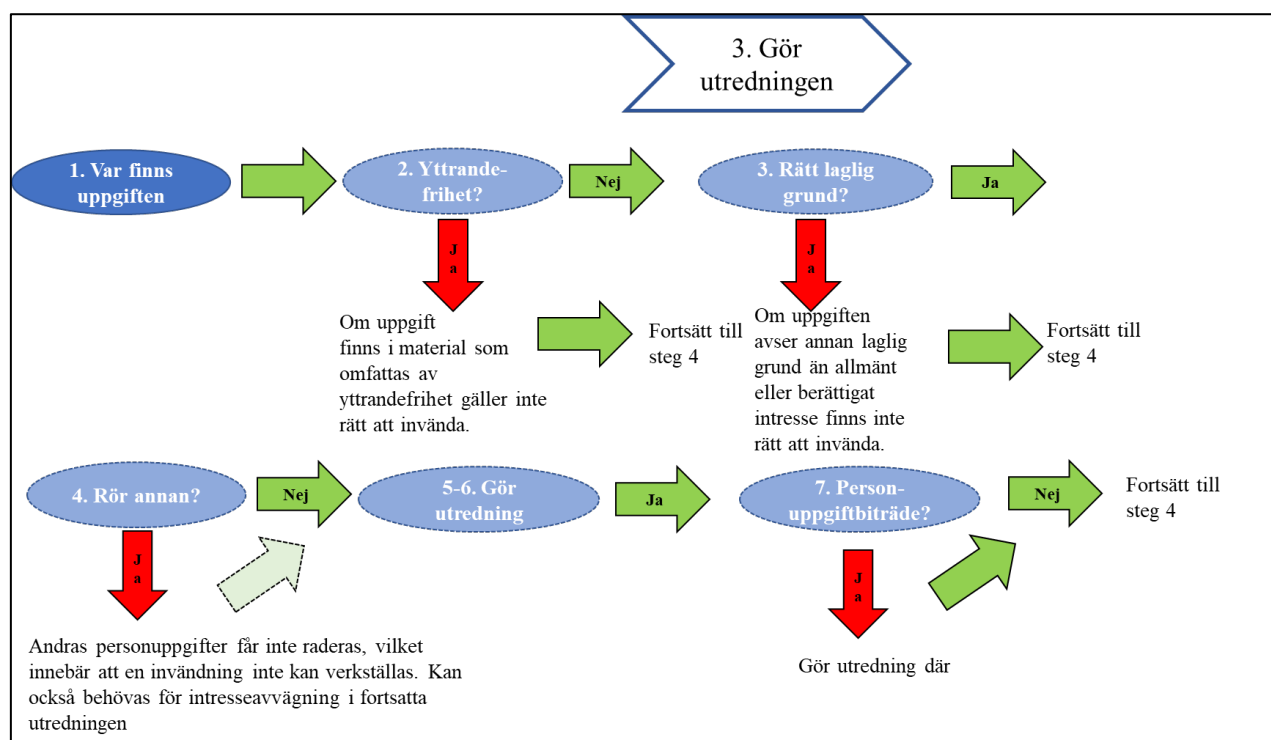 3. Gör
utredningen
1. Var finns
uppgiften
2. Yttrande-
frihet?
Nej
3. Rätt laglig
grund?
Ja
J
a
J
a
Om uppgift
finns i material som
omfattas av
yttrandefrihet gäller inte
rätt att invända.
Fortsätt till
steg 4
Om uppgiften
avser annan laglig
grund än allmänt
eller berättigat
intresse finns inte
rätt att invända.
Fortsätt till
steg 4
4. Rör annan?
Nej
5-6. Gör
utredning
Ja
7. Person-
uppgiftbiträde?
Nej
Fortsätt till
steg 4
J
a
J
a
Andras personuppgifter får inte raderas, vilket
innebär att en invändning inte kan verkställas. Kan
också behövas för intresseavvägning i fortsatta
utredningen
Gör utredning där